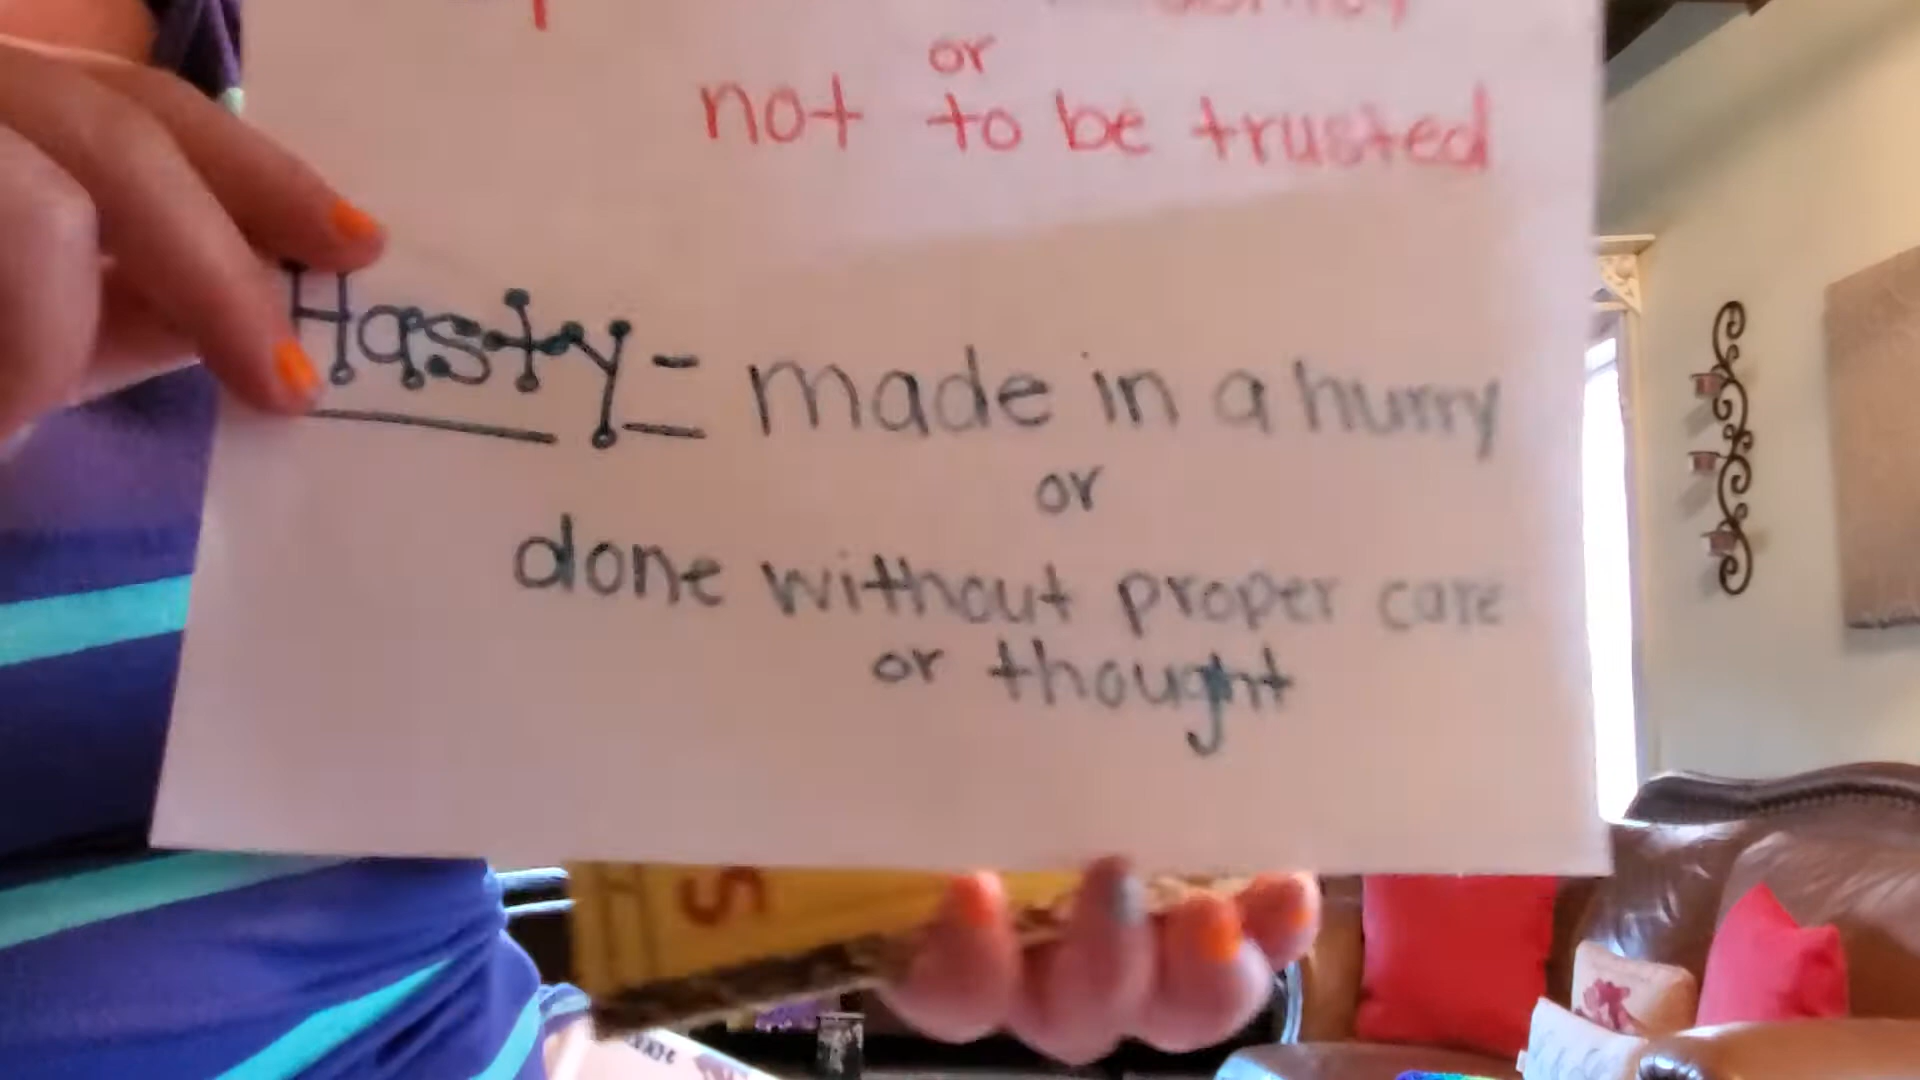 or
not to be trusted
Hasty- made in a hurry
or
done without proper care
or thought